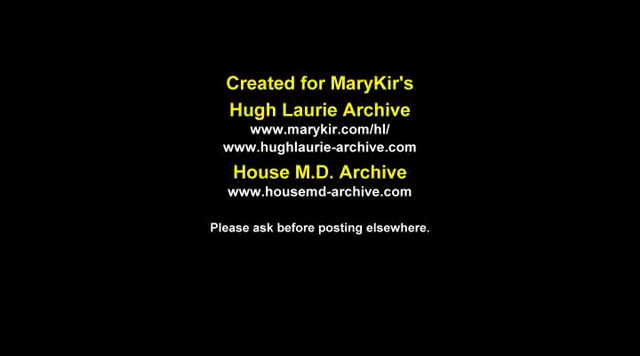 Created for MaryKir's
Hugh Laurie Archive
www.marykir.com/hl/
www.hughlaurie-archive.com
House M.D. Archive
www.housemd-archive.com
Please ask before posting elsewhere.